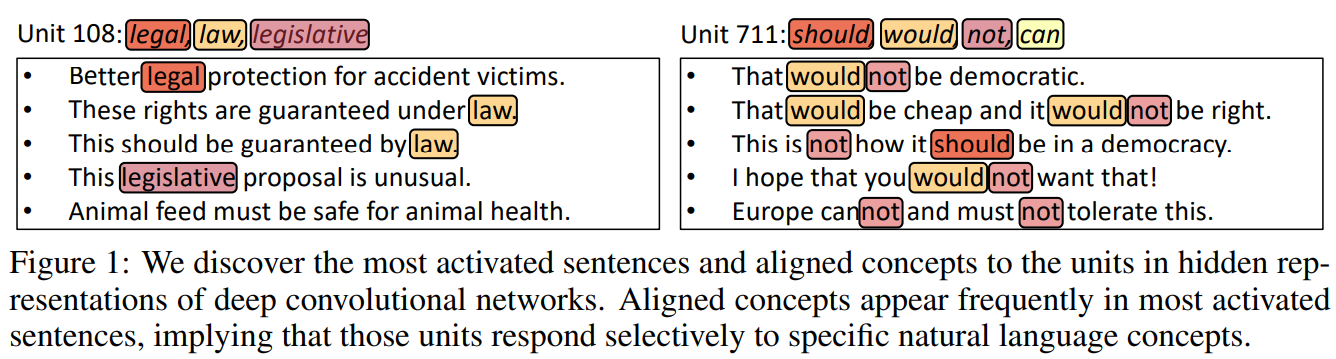 Unit 108: legal, law, legislative
• Better legal protection for accident victims.
• These rights are guaranteed under law.
• This should be guaranteed by law.
• This legislative proposal is unusual.
• Animal feed must be safe for animal health.
Unit 711: should, would, not, can
• That would not be democratic.
• That would be cheap and it would not be right.
• This is not how it should be in a democracy.
• I hope that you would not want that!
• Europe cannot and must not tolerate this.
Figure 1: We discover the most activated sentences and aligned concepts to the units in hidden rep-
resentations of deep convolutional networks. Aligned concepts appear frequently in most activated
sentences, implying that those units respond selectively to specific natural language concepts.